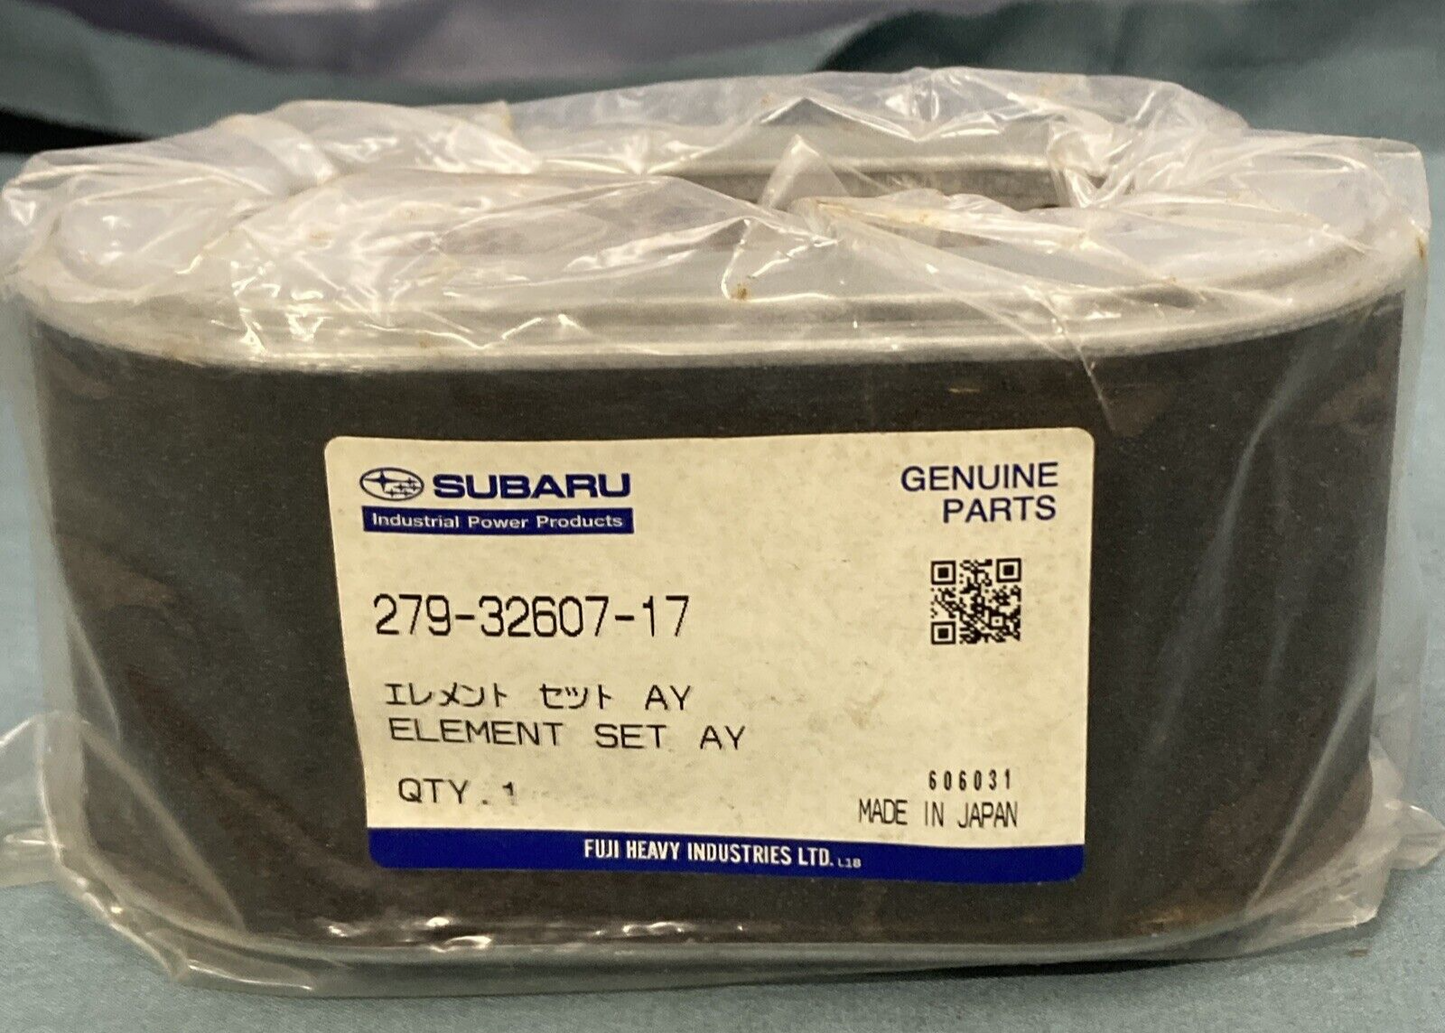 SUBARU
Industrial Power Products
GENUINE
PARTS
279-32607-17
エレメント セット AY
ELEMENT SET AY
QTY. 1
606031
MADE IN JAPAN
FUJI HEAVY INDUSTRIES LTD. L18